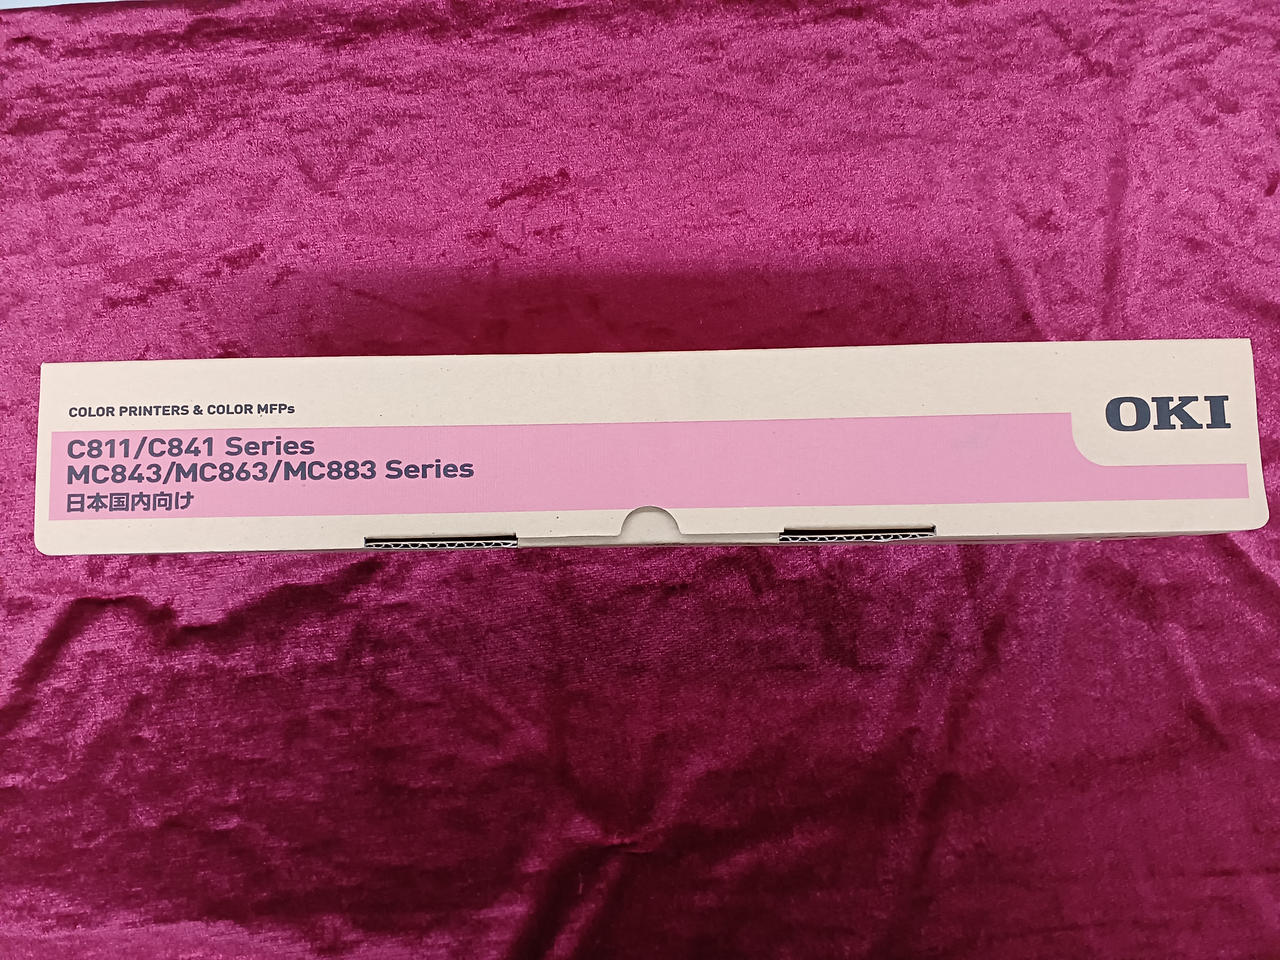 COLOR PRINTERS & COLOR MFPs
OKI
C811/C841 Series
MC843/MC863/MC883 Series
日本国内向け